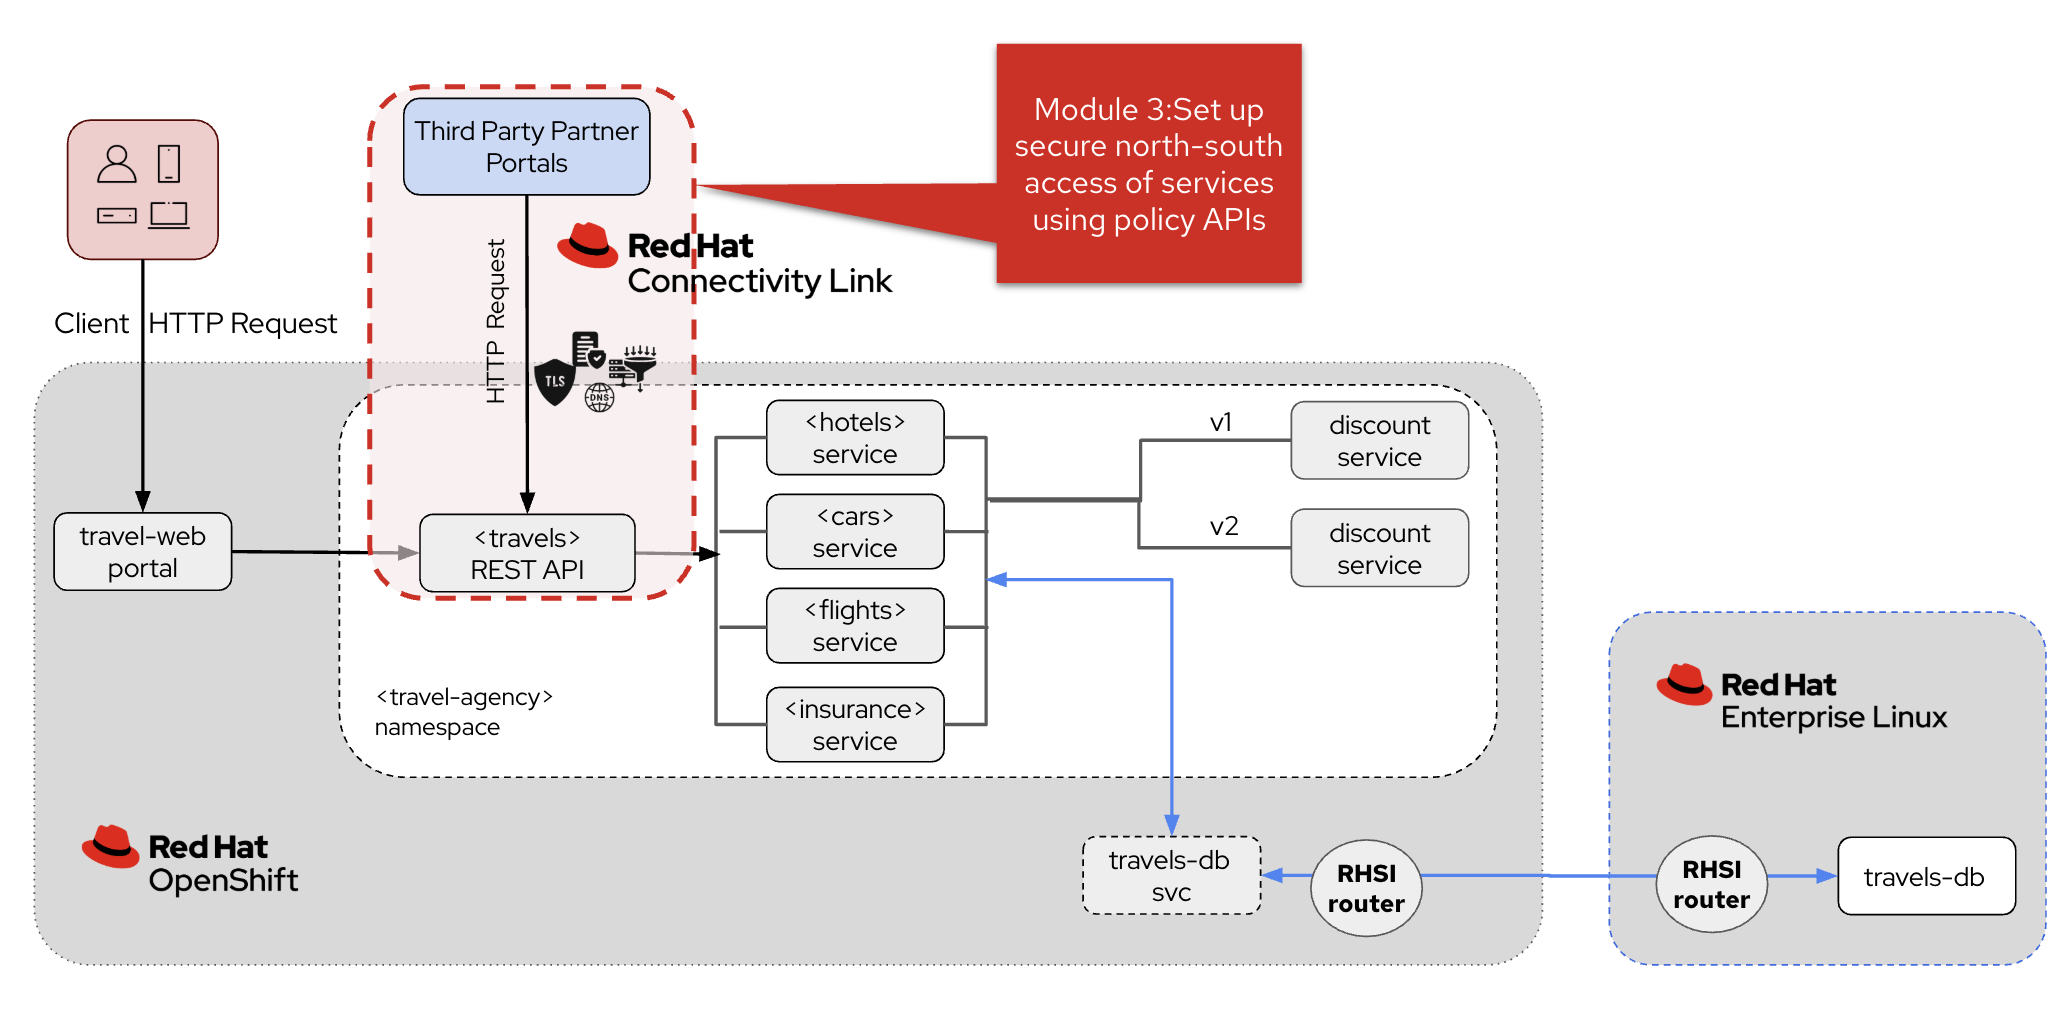 Module 3:Set up
secure north-south
access of services
using policy APIs
Third Party Partner
Portals
Red Hat
Connectivity Link
HTTP Request
Client HTTP Request
TLS
DNS
travel-web
portal
<travels>
REST API
<hotels>
service
<cars>
service
<flights>
service
<insurance>
service
v1
discount
service
v2
discount
service
<travel-agency>
namespace
Red Hat
OpenShift
travels-db
svc
RHSI
router
Red Hat
Enterprise Linux
RHSI
router
travels-db